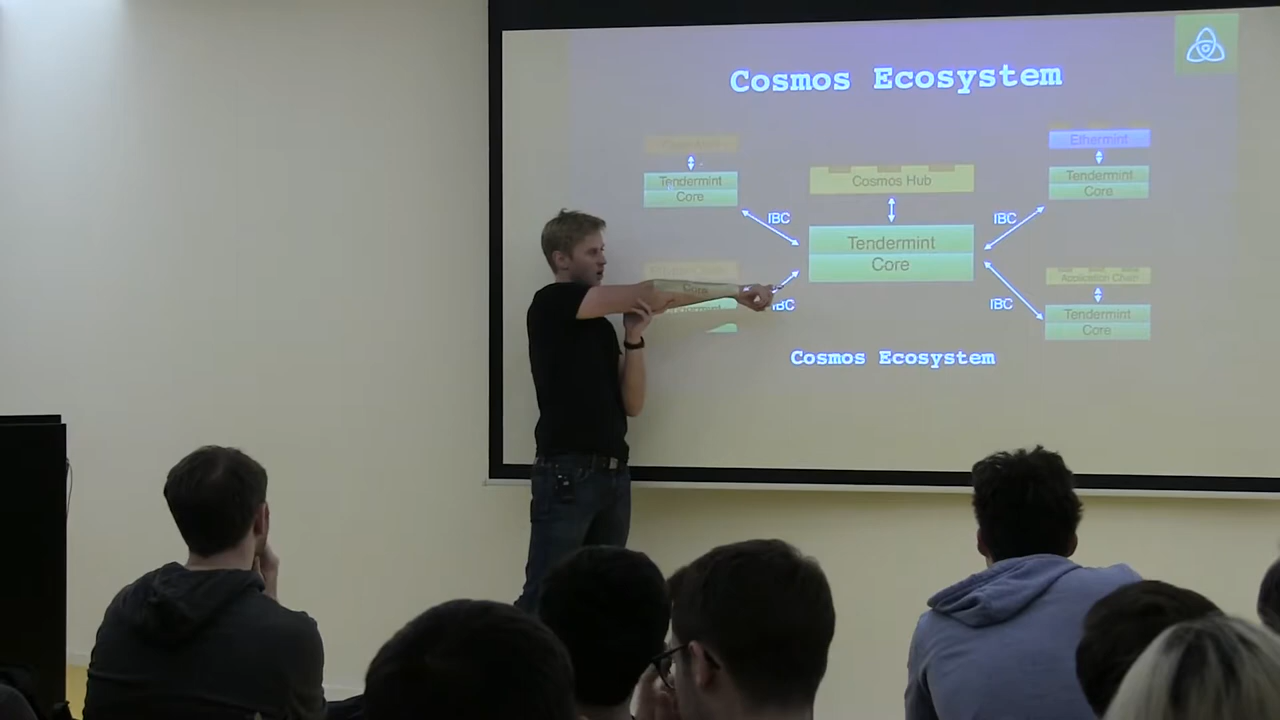 Cosmos Ecosystem
Ethermint
Tendermint
Core
Cosmos Hub
Tendermint
Core
IBC
IBC
Tendermint
Core
Core
IBC
IBC
Application Chain
Tendermint
Core
Cosmos Ecosystem